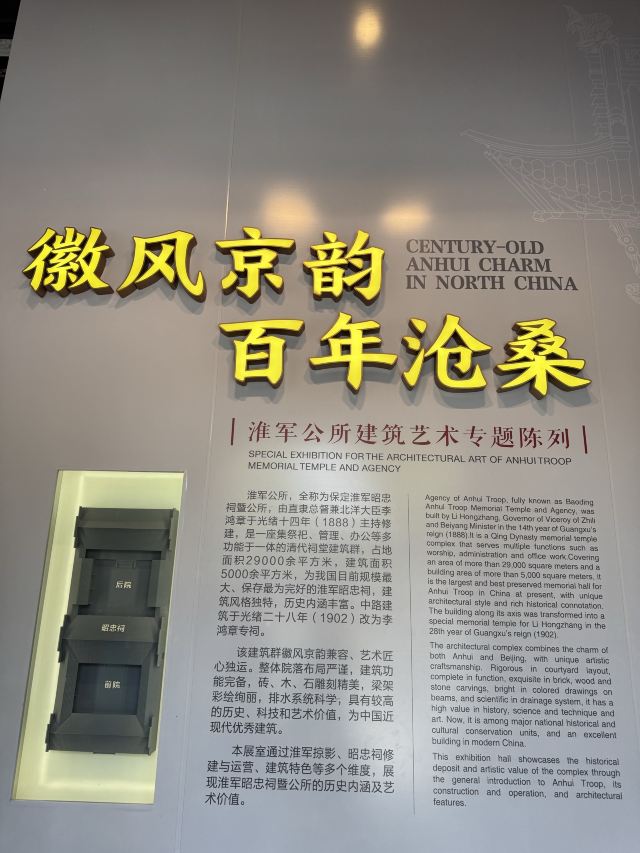 徽风京韵
百年沧桑
CENTURY-OLD
ANHUI CHARM
IN NORTH CHINA
淮军公所建筑艺术专题陈列
SPECIAL EXHIBITION FOR THE ARCHITECTURAL ART OF ANHUI TROOP
MEMORIAL TEMPLE AND AGENCY
后院
昭忠祠
前院
淮军公所，全称为保定淮军昭忠
祠暨公所，由直隶总督兼北洋大臣李
鸿章于光绪十四年（1888）主持修
建，是一座集祭祀、管理、办公等多
功能于一体的清代祠堂建筑群，占地
面积29000余平方米，建筑面积
5000余平方米，为我国目前规模最
大、保存最为完好的淮军昭忠祠，建
筑风格独特，历史内涵丰富。中路建
筑于光绪二十八年（1902）改为李
鸿章专祠。
该建筑群徽风京韵兼容、艺术匠
心独运。整体院落布局严谨，建筑功
能完备，砖、木、石雕刻精美，梁架
彩绘绚丽，排水系统科学；具有较高
的历史、科技和艺术价值，为中国近
现代优秀建筑。
本展室通过淮军掠影、昭忠祠修
建与运营、建筑特色等多个维度，展
现淮军昭忠祠暨公所的历史内涵及艺
术价值。
Agency of Anhui Troop, fully known as Baoding
Anhui Troop Memorial Temple and Agency, was
built by Li Hongzhang, Governor of Viceroy of Zhili
and Beiyang Minister in the 14th year of Guangxu's
reign (1888).It is a Qing Dynasty memorial temple
complex that serves multiple functions such as
worship, administration and office work.Covering
an area of more than 29,000 square meters and a
building area of more than 5,000 square meters, it
is the largest and best preserved memorial hall for
Anhui Troop in China at present, with unique
architectural style and rich historical connotation.
The building along its axis was transformed into a
special memorial temple for Li Hongzhang in the
28th year of Guangxu's reign (1902).
The architectural complex combines the charm of
both Anhui and Beijing, with unique artistic
craftsmanship. Rigorous in courtyard layout,
complete in function, exquisite in brick, wood and
stone carvings, bright in colored drawings on
beams, and scientific in drainage system, it has a
high value in history, science and technique and
art. Now, it is among major national historical and
cultural conservation units, and an excellent
building in modern China.
This exhibition hall showcases the historical
deposit and artistic value of the complex through
the general introduction to Anhui Troop, its
construction and operation, and architectural
features.